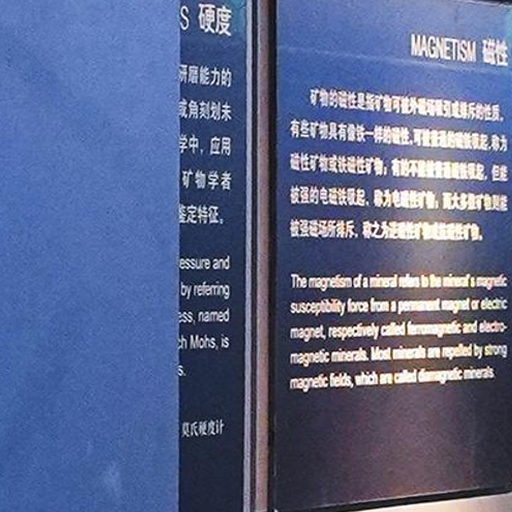 S 硬度
研磨能力的
或角刻划未
学中，应用
矿物学者
鉴定特征。
essure and
by referring
ess, named
ch Mohs, is
s.
莫氏硬度计
MAGNETISM 磁性
矿物的磁性是指矿物可被外磁场吸引或排斥的性质。
有些矿物具有像铁一样的磁性，可被普通的磁铁吸起，称为
磁性矿物或铁磁性矿物；有的不能被普通磁铁吸起，但能
被强的电磁铁吸起，称为电磁性矿物，而大多数矿物则能
被强磁场所排斥，称之为逆磁性矿物或抗磁性矿物。
The magnetism of a mineral refers to the mineral's magnetic
susceptibility force from a permanent magnet or electric
magnet, respectively called ferromagnetic and electro-
magnetic minerals. Most minerals are repelled by strong
magnetic fields, which are called diamagnetic minerals.